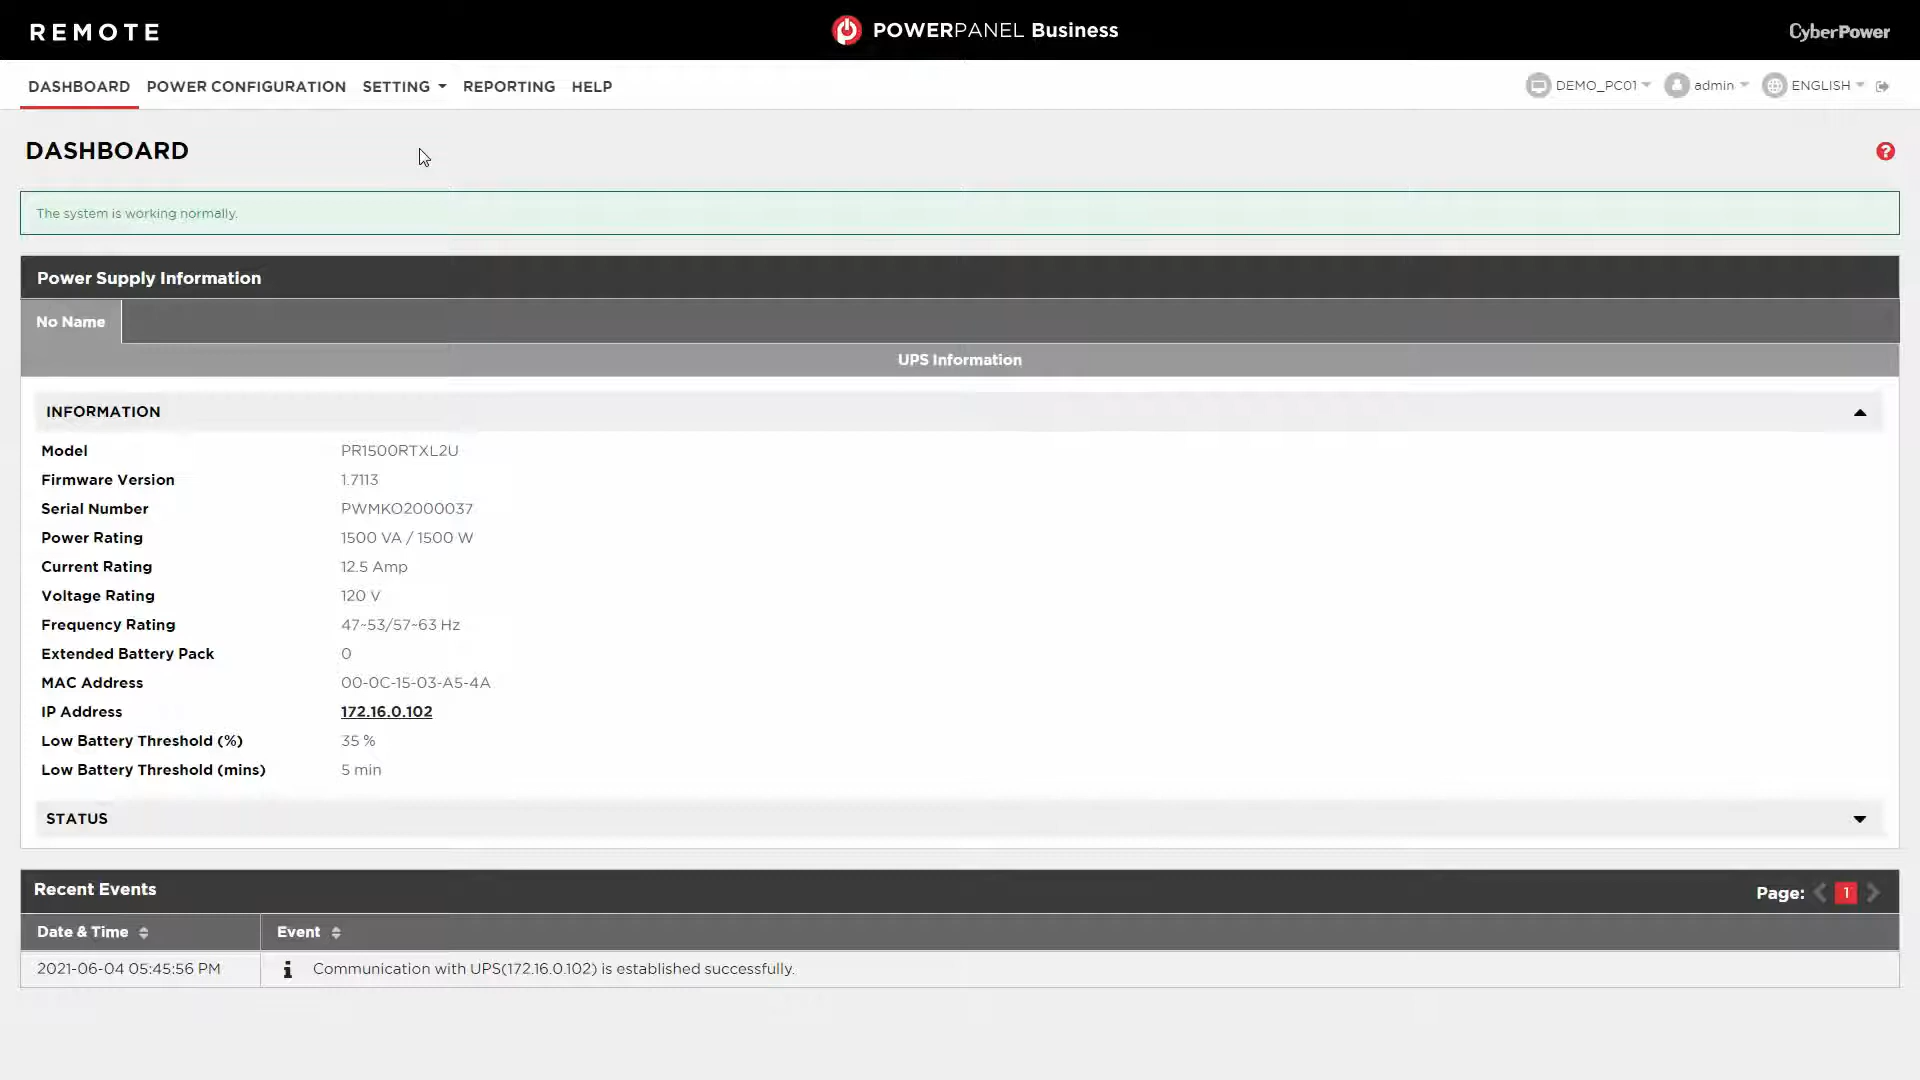 REMOTE
POWERPANEL Business
CyberPower
DASHBOARD POWER CONFIGURATION SETTING REPORTING HELP
DEMO_PC01 admin ENGLISH
DASHBOARD
?
The system is working normally.
Power Supply Information
No Name
UPS Information
INFORMATION
Model PR1500RTXL2U
Firmware Version 1.7113
Serial Number PWMKO2000037
Power Rating 1500 VA / 1500 W
Current Rating 12.5 Amp
Voltage Rating 120 V
Frequency Rating 47~53/57~63 Hz
Extended Battery Pack 0
MAC Address 00-0C-15-03-A5-4A
IP Address 172.16.0.102
Low Battery Threshold (%) 35 %
Low Battery Threshold (mins) 5 min
STATUS
Recent Events
Page: 1
Date & Time Event
2021-06-04 05:45:56 PM Communication with UPS(172.16.0.102) is established successfully.